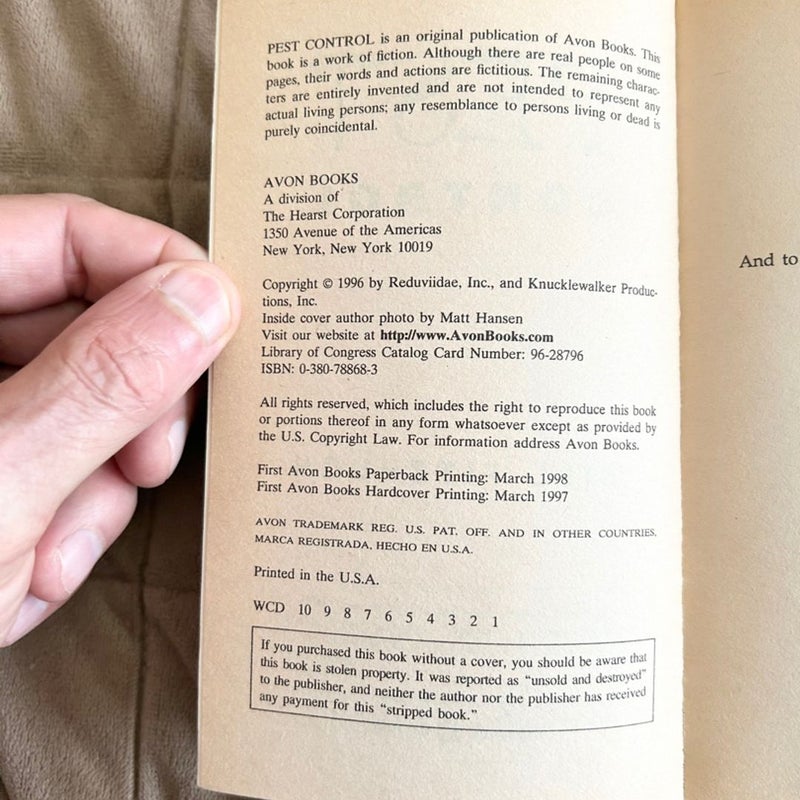 PEST CONTROL is an original publication of Avon Books. This
book is a work of fiction. Although there are real people on some
pages, their words and actions are fictitious. The remaining charac-
ters are entirely invented and are not intended to represent any
actual living persons; any resemblance to persons living or dead is
purely coincidental.
AVON BOOKS
A division of
The Hearst Corporation
1350 Avenue of the Americas
New York, New York 10019
Copyright © 1996 by Reduviidae, Inc., and Knucklewalker Produc-
tions, Inc.
Inside cover author photo by Matt Hansen
Visit our website at http://www.AvonBooks.com
Library of Congress Catalog Card Number: 96-28796
ISBN: 0-380-78868-3
All rights reserved, which includes the right to reproduce this book
or portions thereof in any form whatsoever except as provided by
the U.S. Copyright Law. For information address Avon Books.
First Avon Books Paperback Printing: March 1998
First Avon Books Hardcover Printing: March 1997
AVON TRADEMARK REG. U.S. PAT. OFF. AND IN OTHER COUNTRIES,
MARCA REGISTRADA, HECHO EN U.S.A.
Printed in the U.S.A.
WCD 10 9 8 7 6 5 4 3 2 1
If you purchased this book without a cover, you should be aware that
this book is stolen property. It was reported as "unsold and destroyed"
to the publisher, and neither the author nor the publisher has received
any payment for this "stripped book."
And to